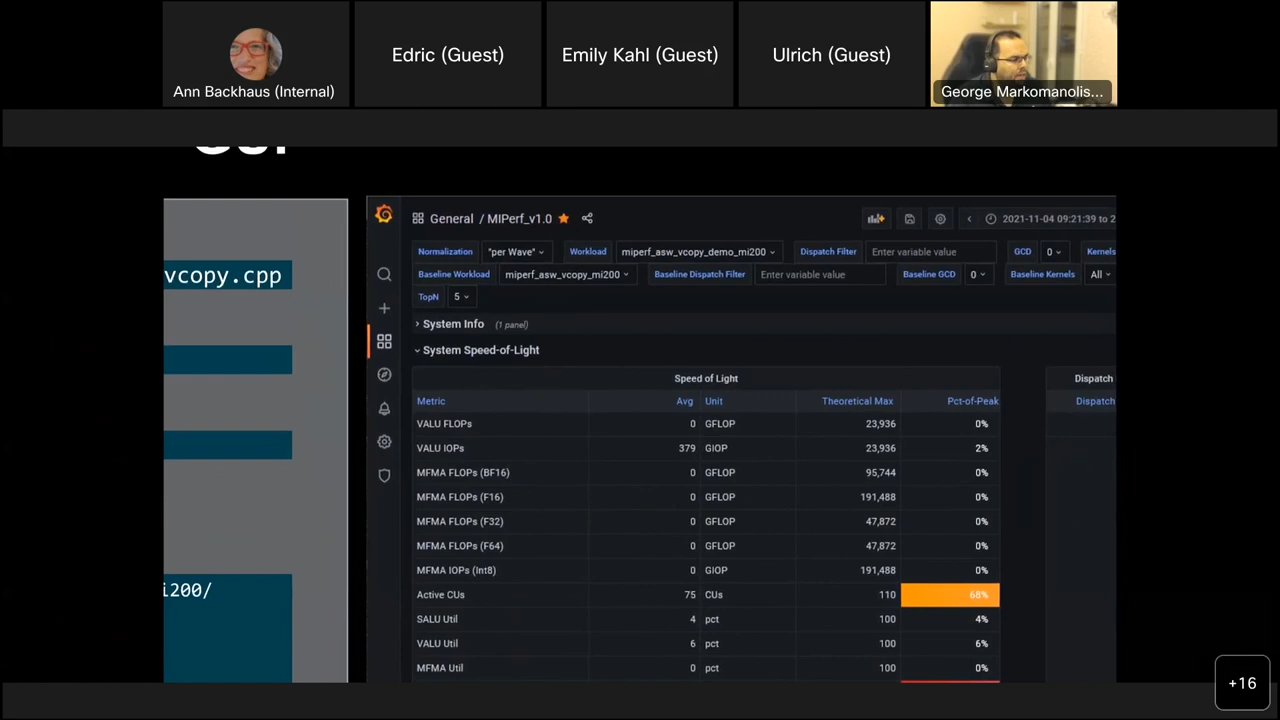 Edric (Guest)
Emily Kahl (Guest)
Ulrich (Guest)
Ann Backhaus (Internal)
George Markomanolis...
vcopy.cpp
i200/
General / MIPerf_v1.0
2021-11-04 09:21:39 to 2
Normalization "per Wave" Workload miperf_asw_vcopy_demo_mi200 Dispatch Filter Enter variable value GCD 0 Kernels
Baseline Workload miperf_asw_vcopy_mi200 Baseline Dispatch Filter Enter variable value Baseline GCD 0 Baseline Kernels All
TopN 5
System Info (1 panel)
System Speed-of-Light
Speed of Light
Dispatch
Metric Avg Unit Theoretical Max Pct-of-Peak
Dispatch
VALU FLOPs 0 GFLOP 23,936 0%
VALU IOPs 379 GIOP 23,936 2%
MFMA FLOPs (BF16) 0 GFLOP 95,744 0%
MFMA FLOPs (F16) 0 GFLOP 191,488 0%
MFMA FLOPs (F32) 0 GFLOP 47,872 0%
MFMA FLOPs (F64) 0 GFLOP 47,872 0%
MFMA IOPs (Int8) 0 GIOP 191,488 0%
Active CUs 75 CUs 110 68%
SALU Util 4 pct 100 4%
VALU Util 6 pct 100 6%
MFMA Util 0 pct 100 0%
+16